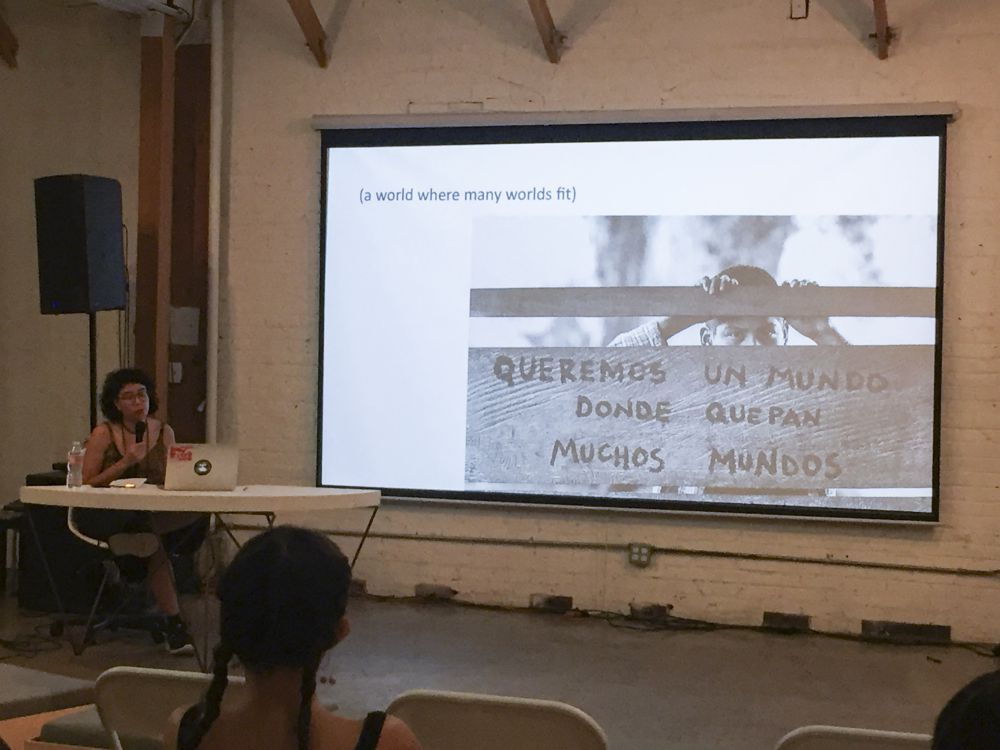 (a world where many worlds fit)
QUEREMOS UN MUNDO
DONDE QUEPAN
MUCHOS MUNDOS